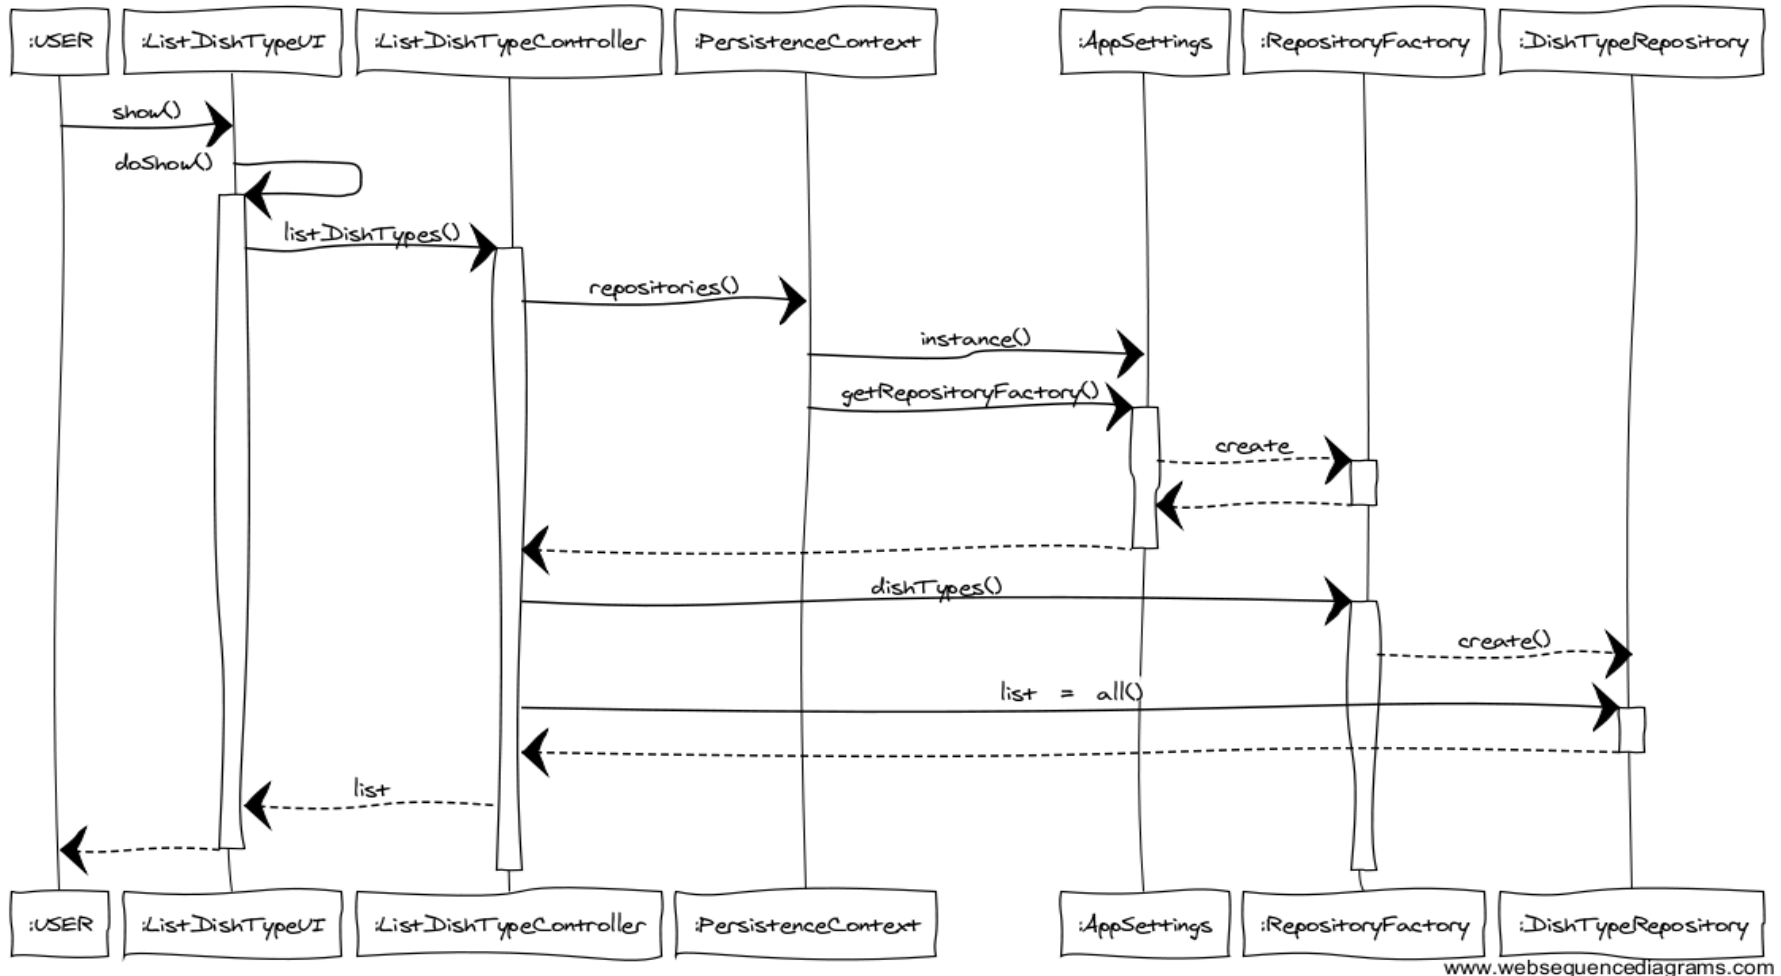 :USER
:ListDishTypeUI
:ListDishTypeController
:PersistenceContext
:AppSettings
:RepositoryFactory
:DishTypeRepository
show()
doShow()
listDishTypes()
repositories()
instance()
getRepositoryFactory()
create
dishTypes()
create()
list = all()
list
:USER
:ListDishTypeUI
:ListDishTypeController
:PersistenceContext
:AppSettings
:RepositoryFactory
:DishTypeRepository
www.websequencediagrams.com